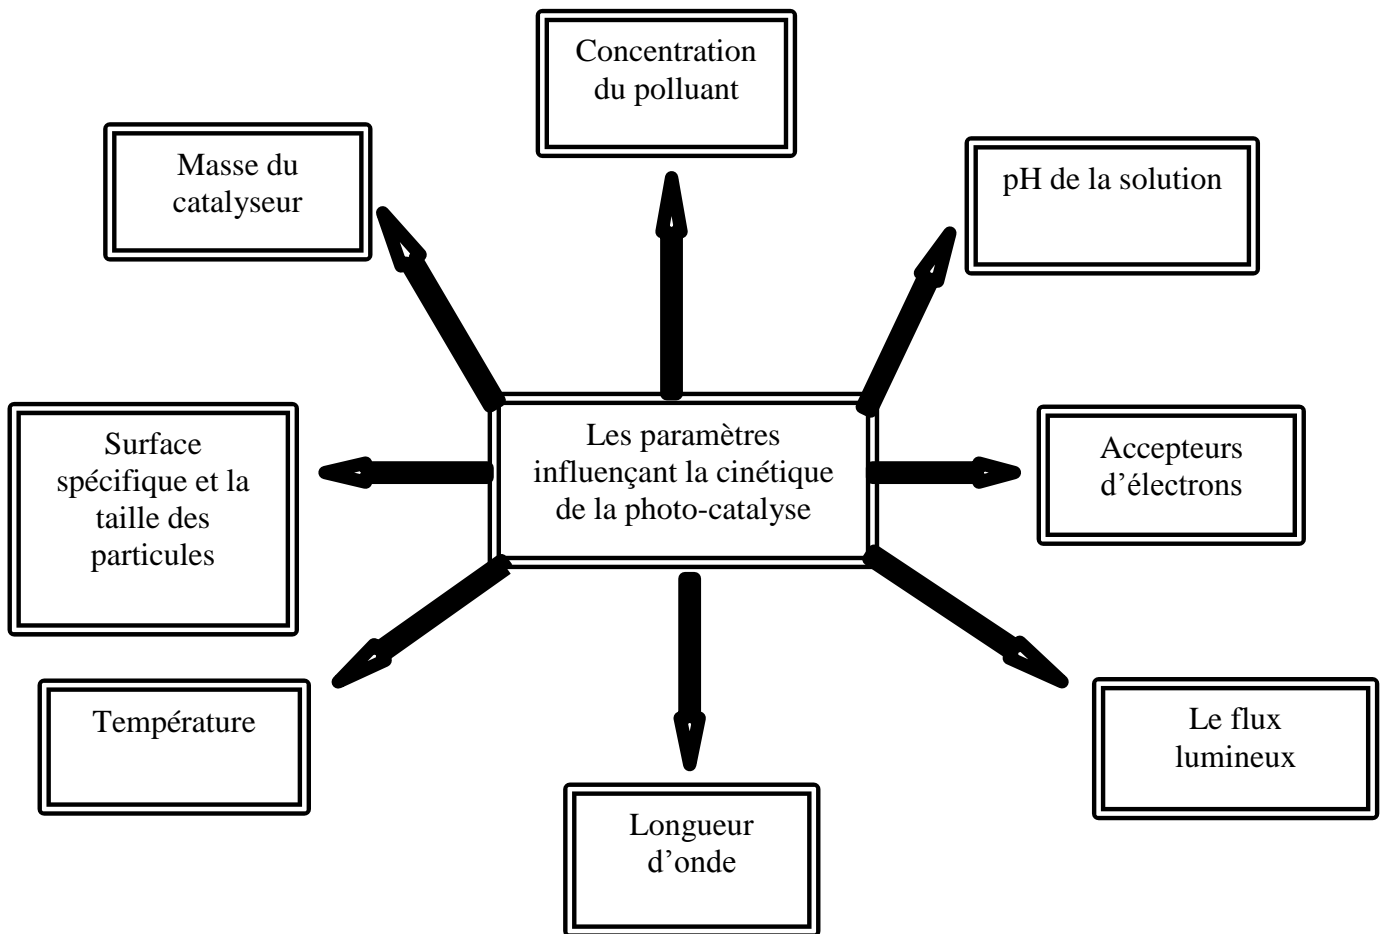 Concentration
du polluant
Masse du
catalyseur
pH de la solution
Les paramètres
influençant la cinétique
de la photo-catalyse
Surface
spécifique et la
taille des
particules
Accepteurs
d’électrons
Température
Le flux
lumineux
Longueur
d’onde